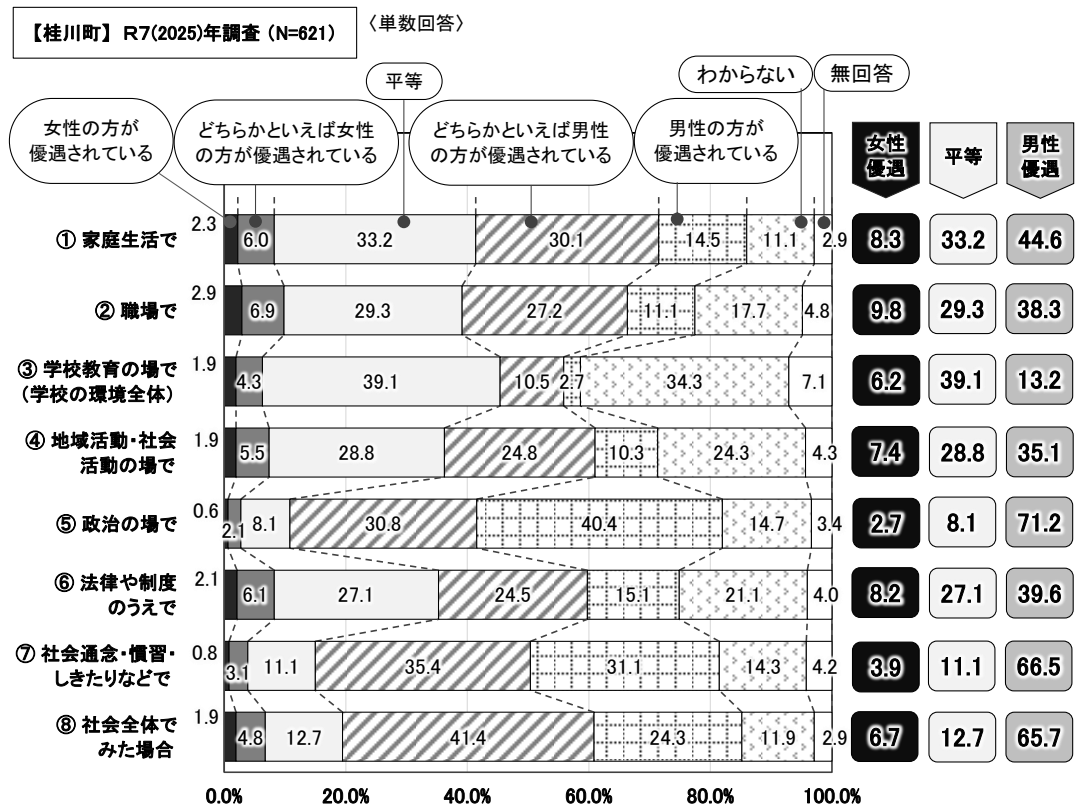 【桂川町】 R7(2025)年調査 (N=621)
〈単数回答〉
平等
わからない
無回答
女性の方が
優遇されている
どちらかといえば女性
の方が優遇されている
どちらかといえば男性
の方が優遇されている
男性の方が
優遇されている
女性
優遇
平等
男性
優遇
① 家庭生活で 2.3 6.0 33.2 30.1 14.5 11.1 2.9 8.3 33.2 44.6
② 職場で 2.9 6.9 29.3 27.2 11.1 17.7 4.8 9.8 29.3 38.3
③ 学校教育の場で
(学校の環境全体) 1.9 4.3 39.1 10.5 2.7 34.3 7.1 6.2 39.1 13.2
④ 地域活動・社会
活動の場で 1.9 5.5 28.8 24.8 10.3 24.3 4.3 7.4 28.8 35.1
⑤ 政治の場で 0.6 2.1 8.1 30.8 40.4 14.7 3.4 2.7 8.1 71.2
⑥ 法律や制度
のうえで 2.1 6.1 27.1 24.5 15.1 21.1 4.0 8.2 27.1 39.6
⑦ 社会通念・慣習・
しきたりなどで 0.8 3.1 11.1 35.4 31.1 14.3 4.2 3.9 11.1 66.5
⑧ 社会全体で
みた場合 1.9 4.8 12.7 41.4 24.3 11.9 2.9 6.7 12.7 65.7
0.0% 20.0% 40.0% 60.0% 80.0% 100.0%